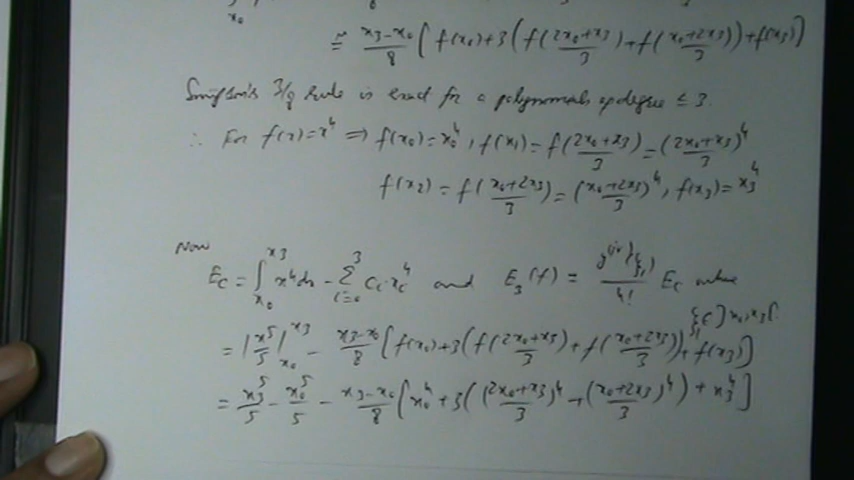 x₀
≅ (x₃-x₀)/8 [ f(x₀)+3 ( f((2x₀+x₃)/3) + f((x₀+2x₃)/3) ) + f(x₃) ]
Simpson's 3/8 Rule is exact for a polynomials of degree ≤ 3.
∴ For f(x)=x⁴ ⇒ f(x₀)=x₀⁴, f(x₁)=f((2x₀+x₃)/3)=((2x₀+x₃)/3)⁴
f(x₂)=f((x₀+2x₃)/3)=((x₀+2x₃)/3)⁴, f(x₃)=x₃⁴
Now
E_C = ∫_{x₀}^{x₃} x⁴dx - Σ_{i=0}^{3} Cᵢ xᵢ⁴ and E₃(f) = /4! E_C where
ξ ∈ ]x₀,x₃[.
= |x⁵/5|_{x₀}^{x₃} - (x₃-x₀)/8 [ f(x₀)+3 ( f((2x₀+x₃)/3) + f((x₀+2x₃)/3) ) + f(x₃) ]
= x₃⁵/5 - x₀⁵/5 - (x₃-x₀)/8 [ x₀⁴ + 3 ( ((2x₀+x₃)/3)⁴ + ((x₀+2x₃)/3)⁴ ) + x₃⁴ ]